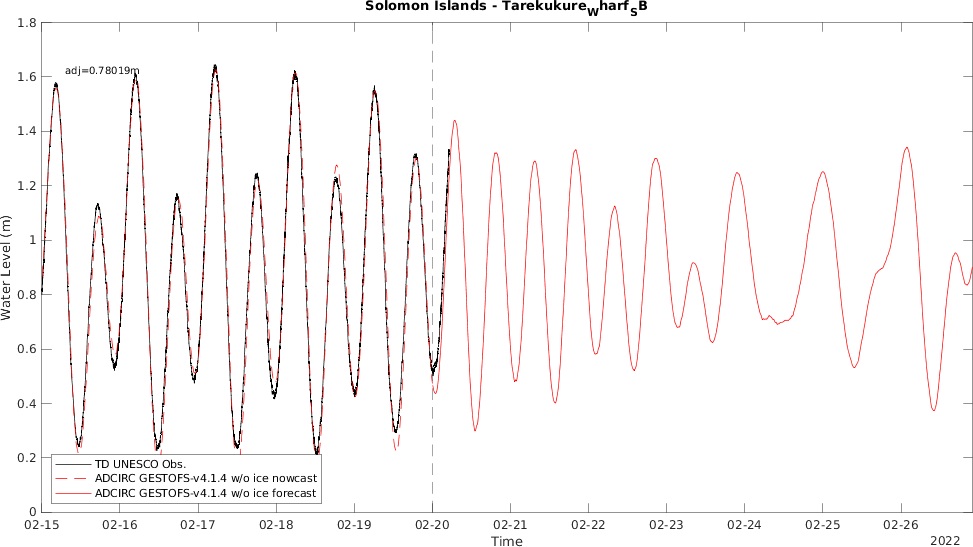 Solomon Islands - TarekukureWharfSB
adj=0.78019m
Water Level (m)
1.8
1.6
1.4
1.2
1
0.8
0.6
0.4
0.2
0
TD UNESCO Obs.
ADCIRC GESTOFS-v4.1.4 w/o ice nowcast
ADCIRC GESTOFS-v4.1.4 w/o ice forecast
02-15 02-16 02-17 02-18 02-19 02-20 02-21 02-22 02-23 02-24 02-25 02-26
Time
2022